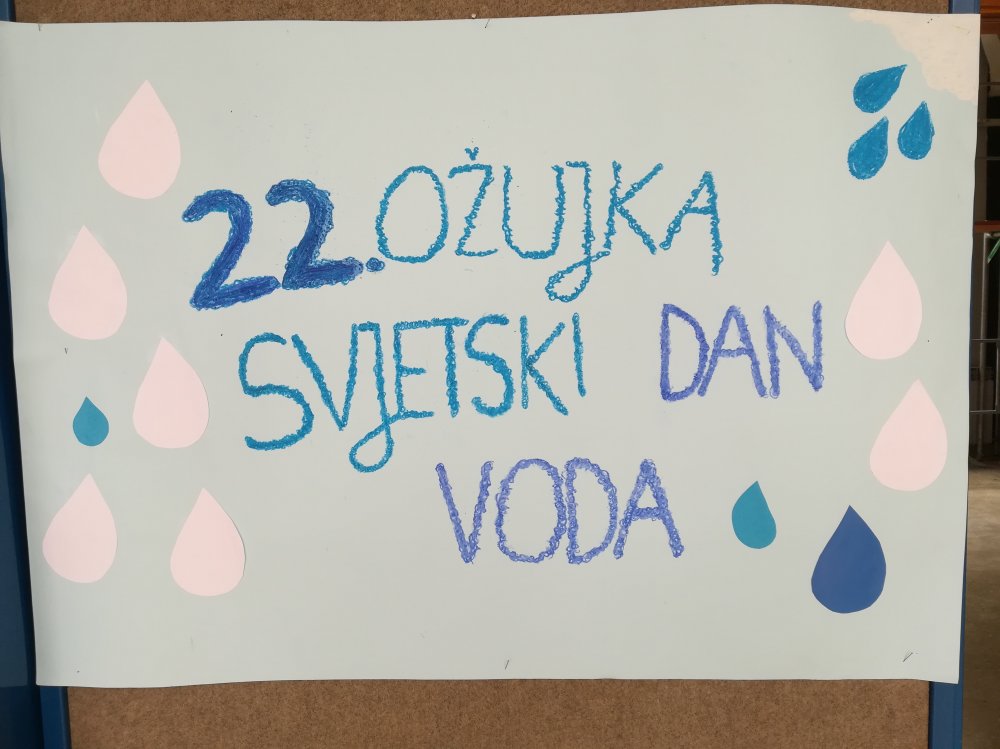 22. OŽUJKA
SVJETSKI DAN
VODA